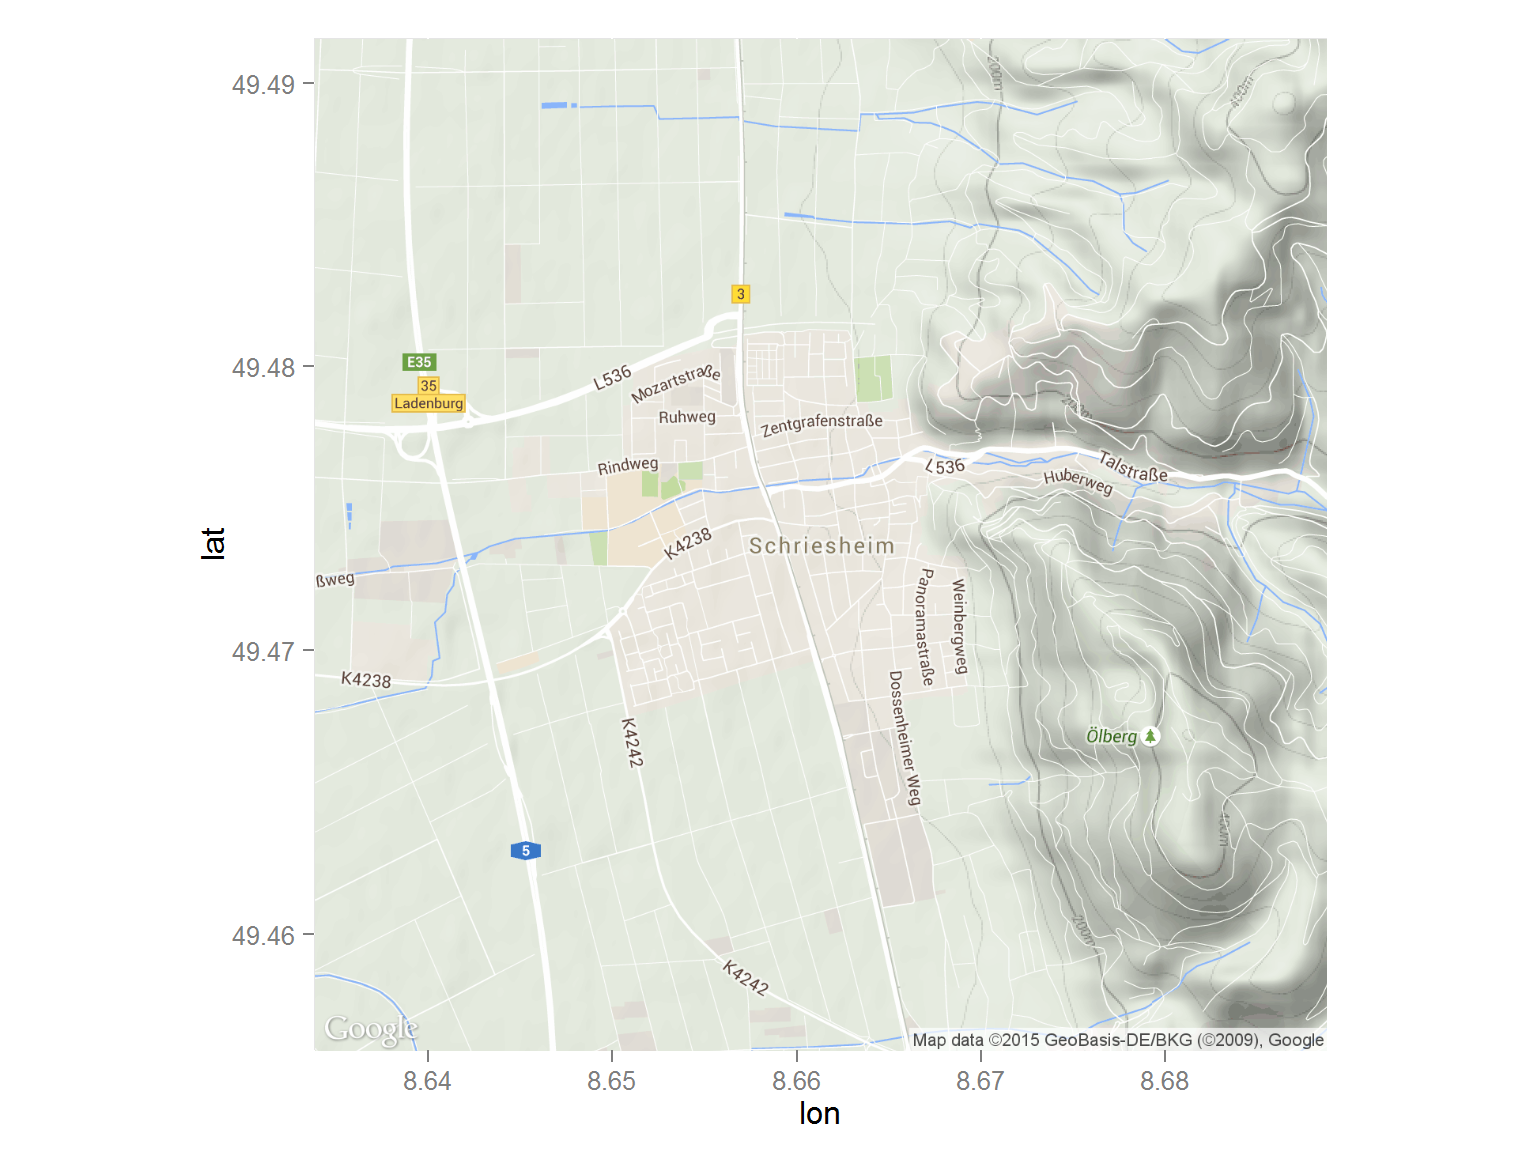 49.49
200m
400m
3
49.48
E35
35
Ladenburg
L536
Mozartstraße
Ruhweg
Zentgrafenstraße
200m
Rindweg
L536
Talstraße
Huberweg
K4238
Schriesheim
ßweg
Panoramastraße
Weinbergweg
49.47
K4238
Dossenheimer Weg
K4242
Ölberg
400m
5
49.46
200m
K4242
Google
Map data ©2015 GeoBasis-DE/BKG (©2009), Google
8.64
8.65
8.66
8.67
8.68
lon
lat